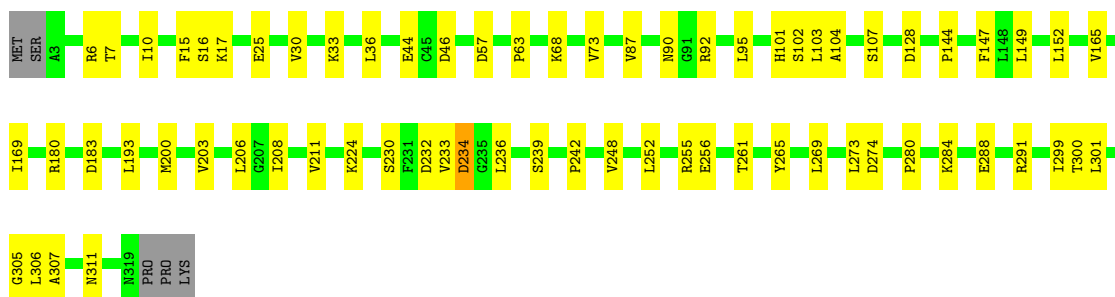 MET SER A3 R6 T7 I10 F15 S16 K17 E25 V30 K33 L36 E44 C45 D46 D57 P63 K68 V73 V87 N90 G91 R92 L95 H101 S102 L103 A104 S107 D128 P144 F147 L148 L149 L152 V165
I169 R180 D183 L193 M200 V203 L206 G207 I208 V211 K224 S230 F231 D232 V233 D234 G235 L236 S239 P242 V248 L252 R255 E256 T261 Y265 L269 L273 D274 P280 K284 E288 R291 I299 T300 L301
G305 L306 A307 N311 N319 PRO PRO LYS